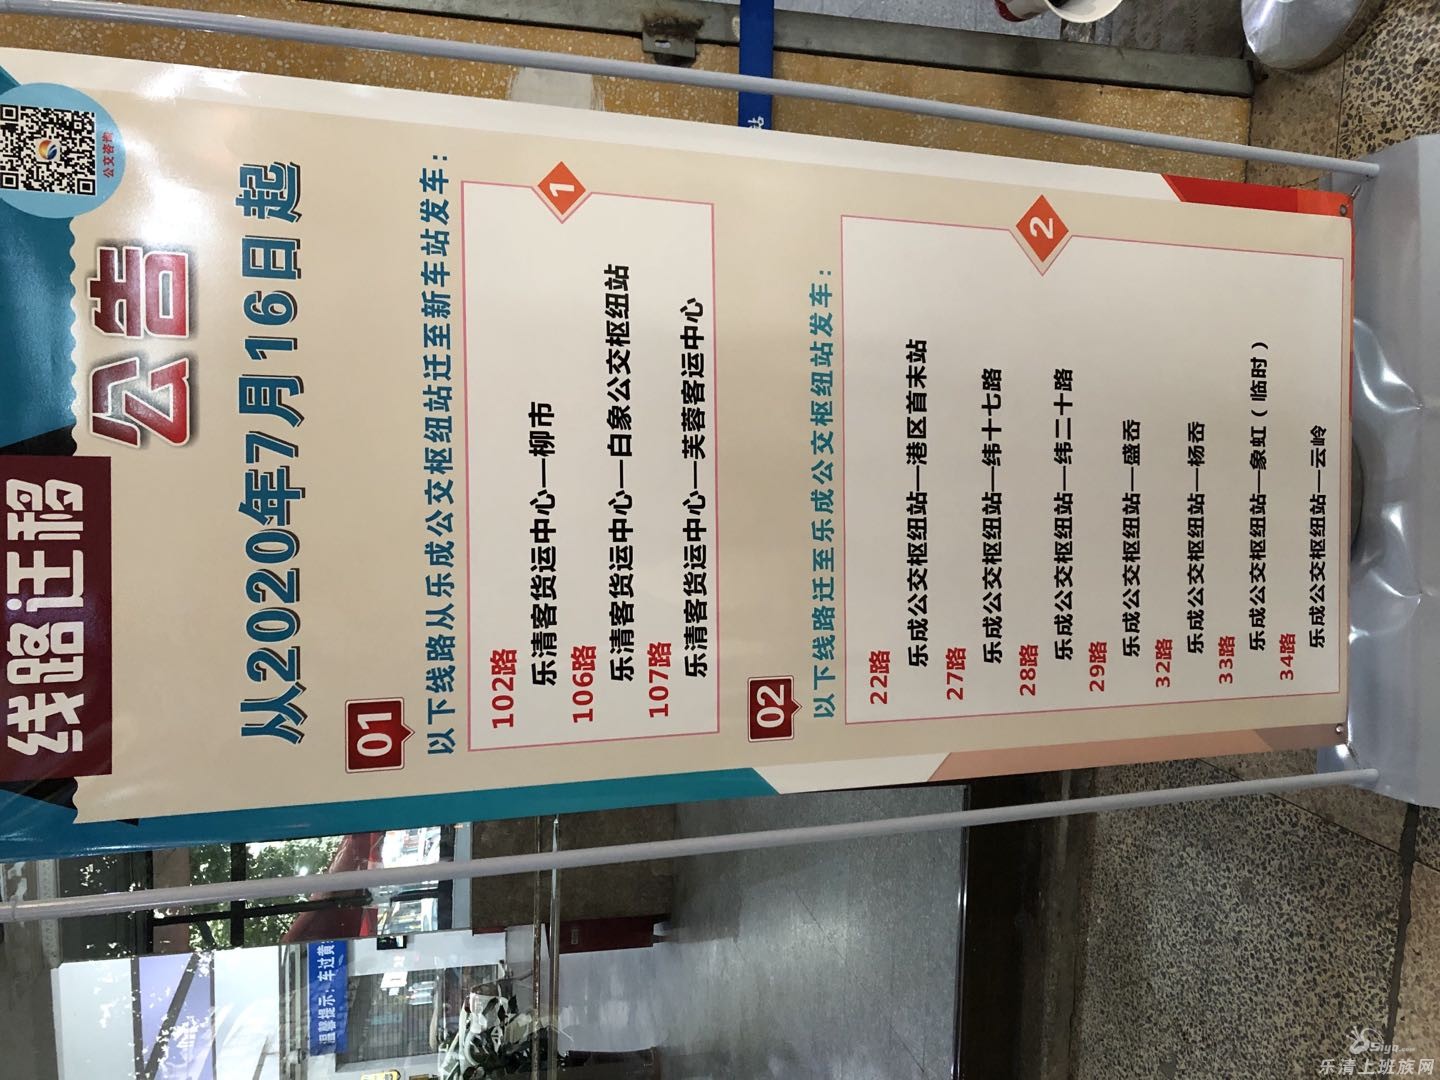 公交咨询
线路迁移
公告
从2020年7月16日起
01
以下线路从乐成公交枢纽站迁至新车站发车：
1
102路
乐清客货运中心—柳市
106路
乐清客货运中心—白象公交枢纽站
107路
乐清客货运中心—芙蓉客运中心
02
以下线路迁至乐成公交枢纽站发车：
2
22路
乐成公交枢纽站—港区首末站
27路
乐成公交枢纽站—纬十七路
28路
乐成公交枢纽站—纬二十路
29路
乐成公交枢纽站—盛岙
32路
乐成公交枢纽站—杨岙
33路
乐成公交枢纽站—象虹（临时）
34路
乐成公交枢纽站—云岭
站
温馨提示：车过黄
乐清上班族网